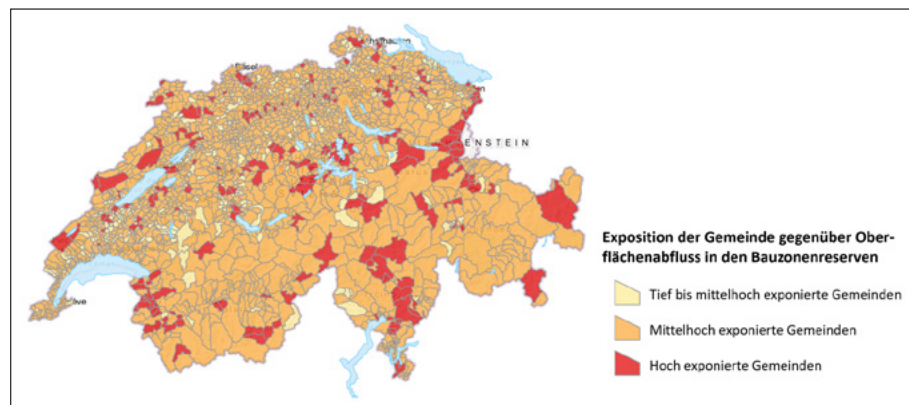 ENSTEIN
Exposition der Gemeinde gegenüber Ober-
flächenabfluss in den Bauzonenreserven
Tief bis mittelhoch exponierte Gemeinden
Mittelhoch exponierte Gemeinden
Hoch exponierte Gemeinden